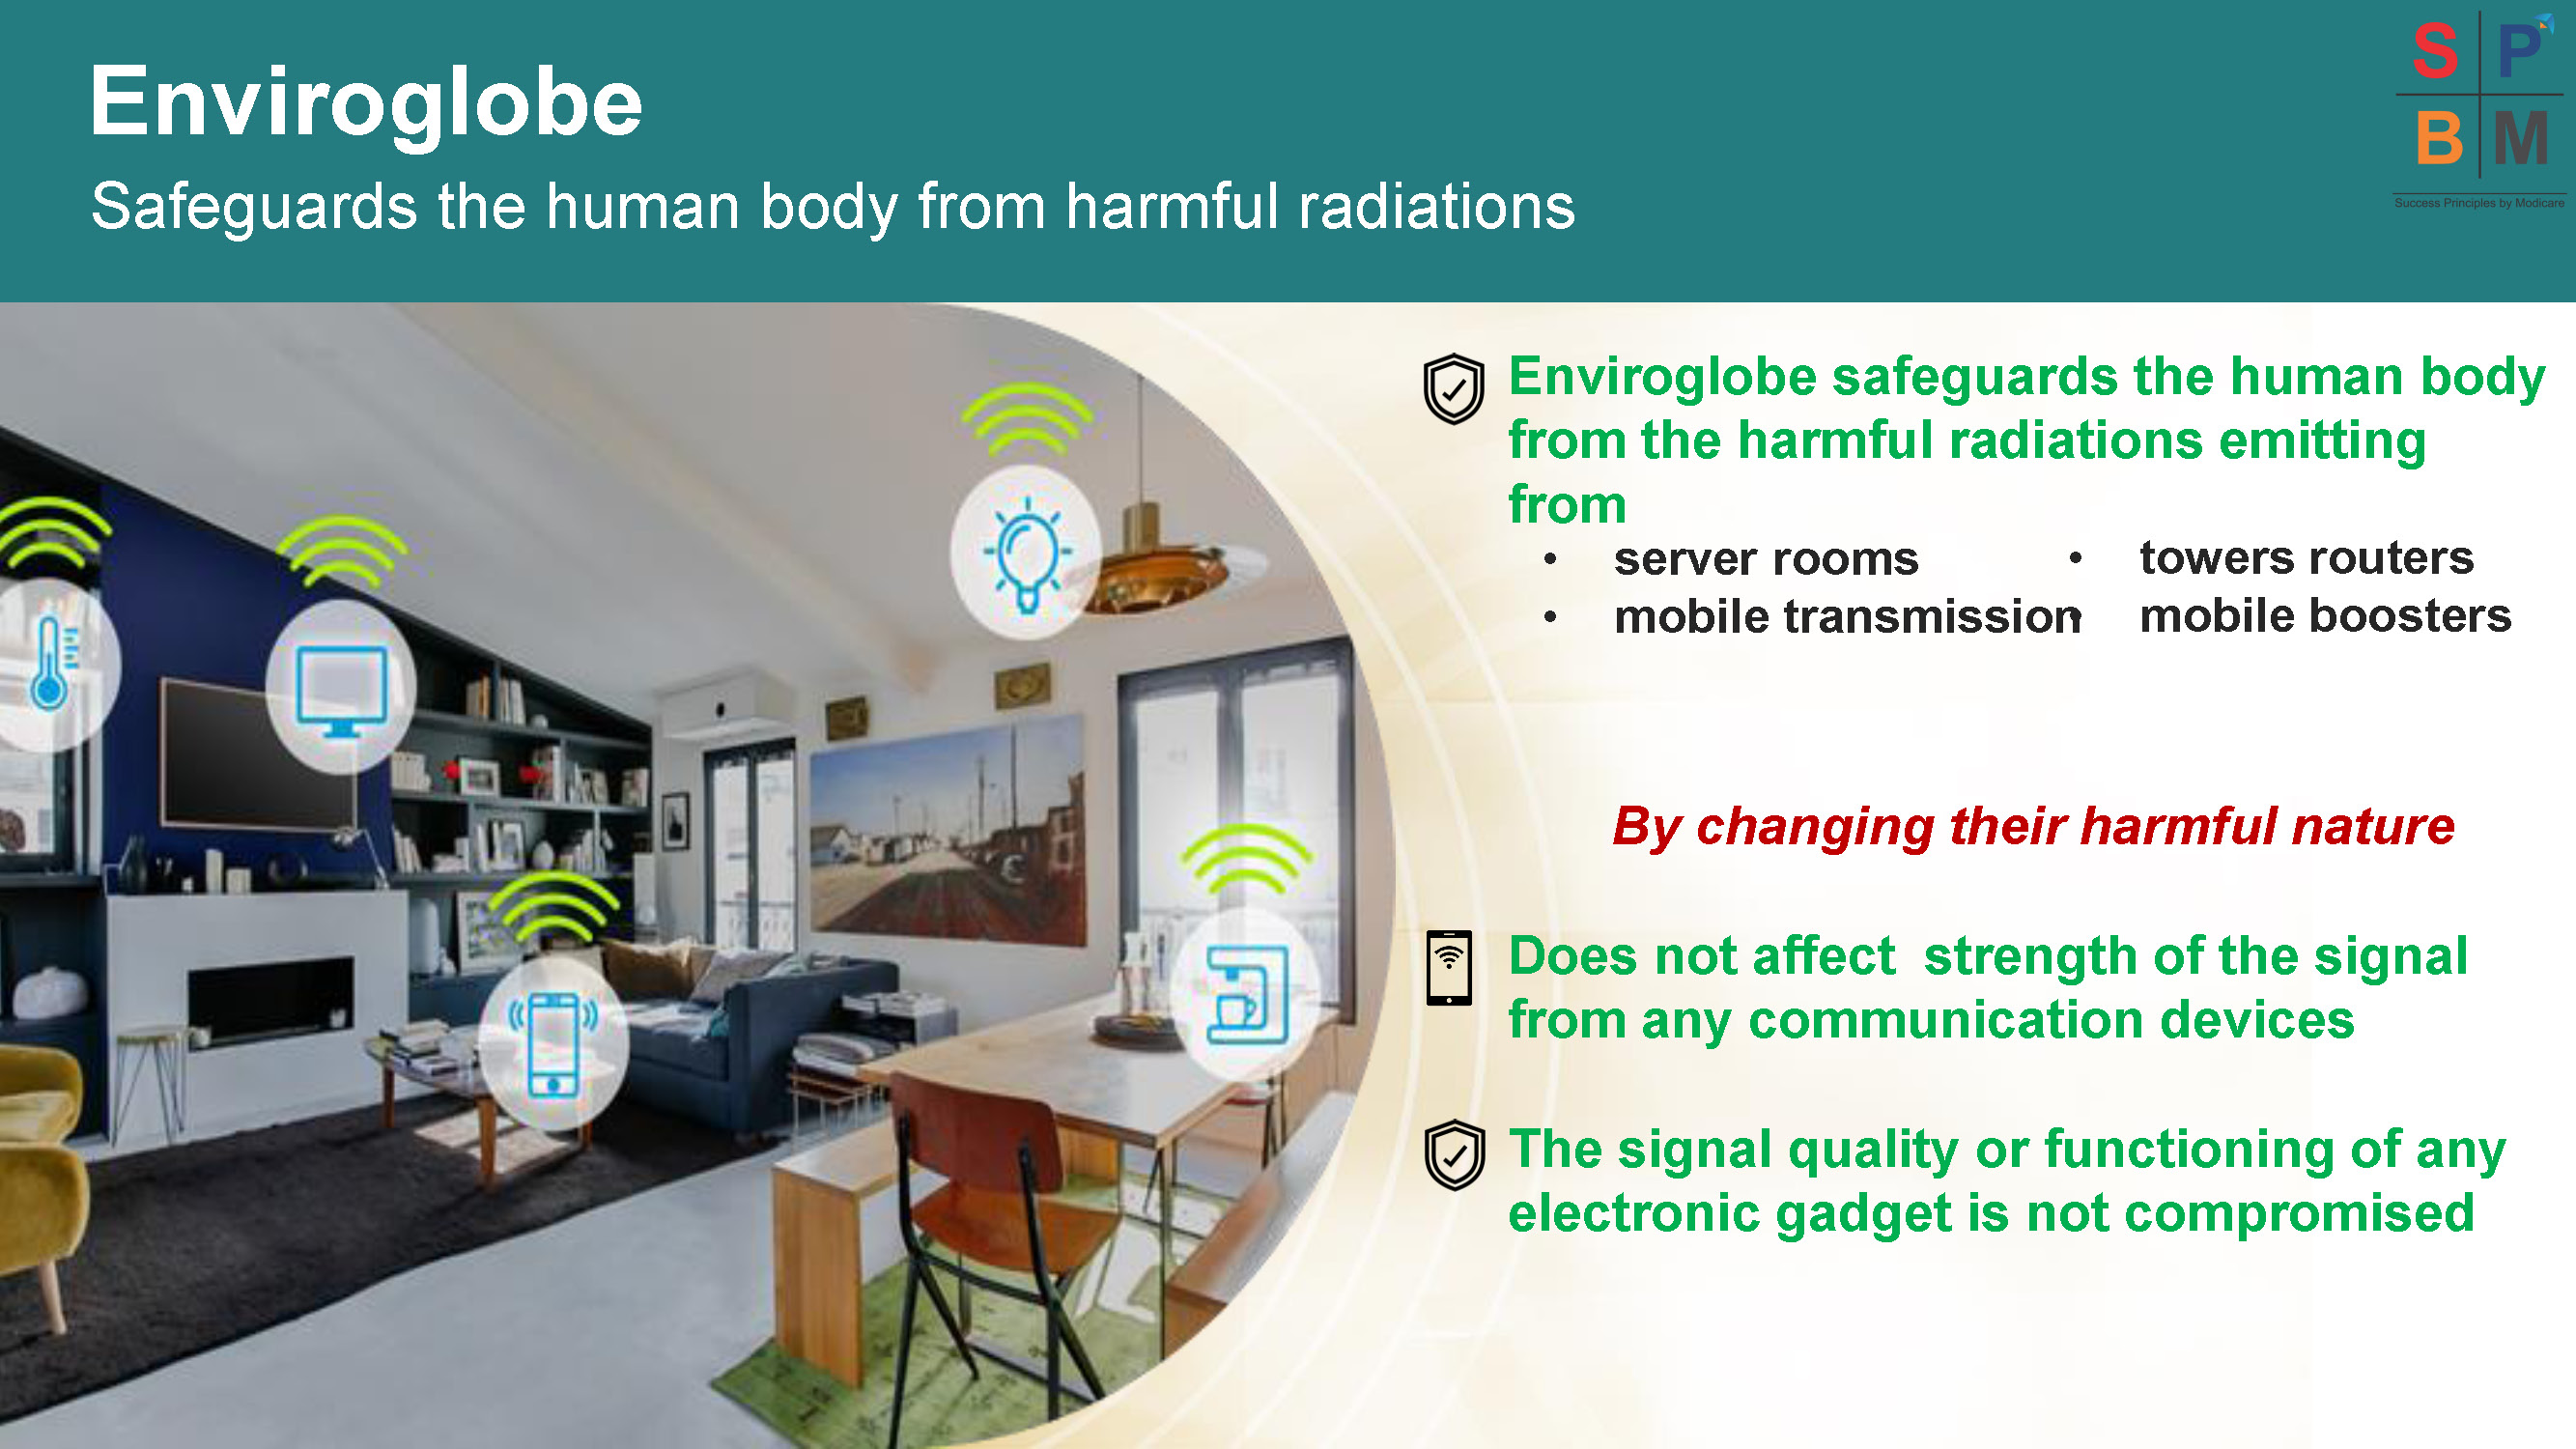 Enviroglobe
Safeguards the human body from harmful radiations
S P
B M
Success Principles by Modicare
Enviroglobe safeguards the human body
from the harmful radiations emitting
from
• server rooms
• mobile transmission
• towers routers
• mobile boosters
By changing their harmful nature
Does not affect strength of the signal
from any communication devices
The signal quality or functioning of any
electronic gadget is not compromised